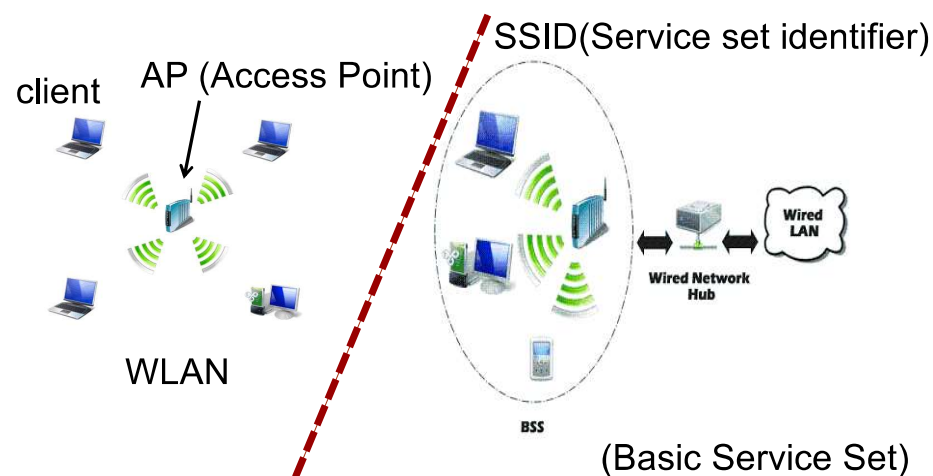 client
AP (Access Point)
WLAN
SSID(Service set identifier)
Wired
LAN
Wired Network
Hub
BSS
(Basic Service Set)